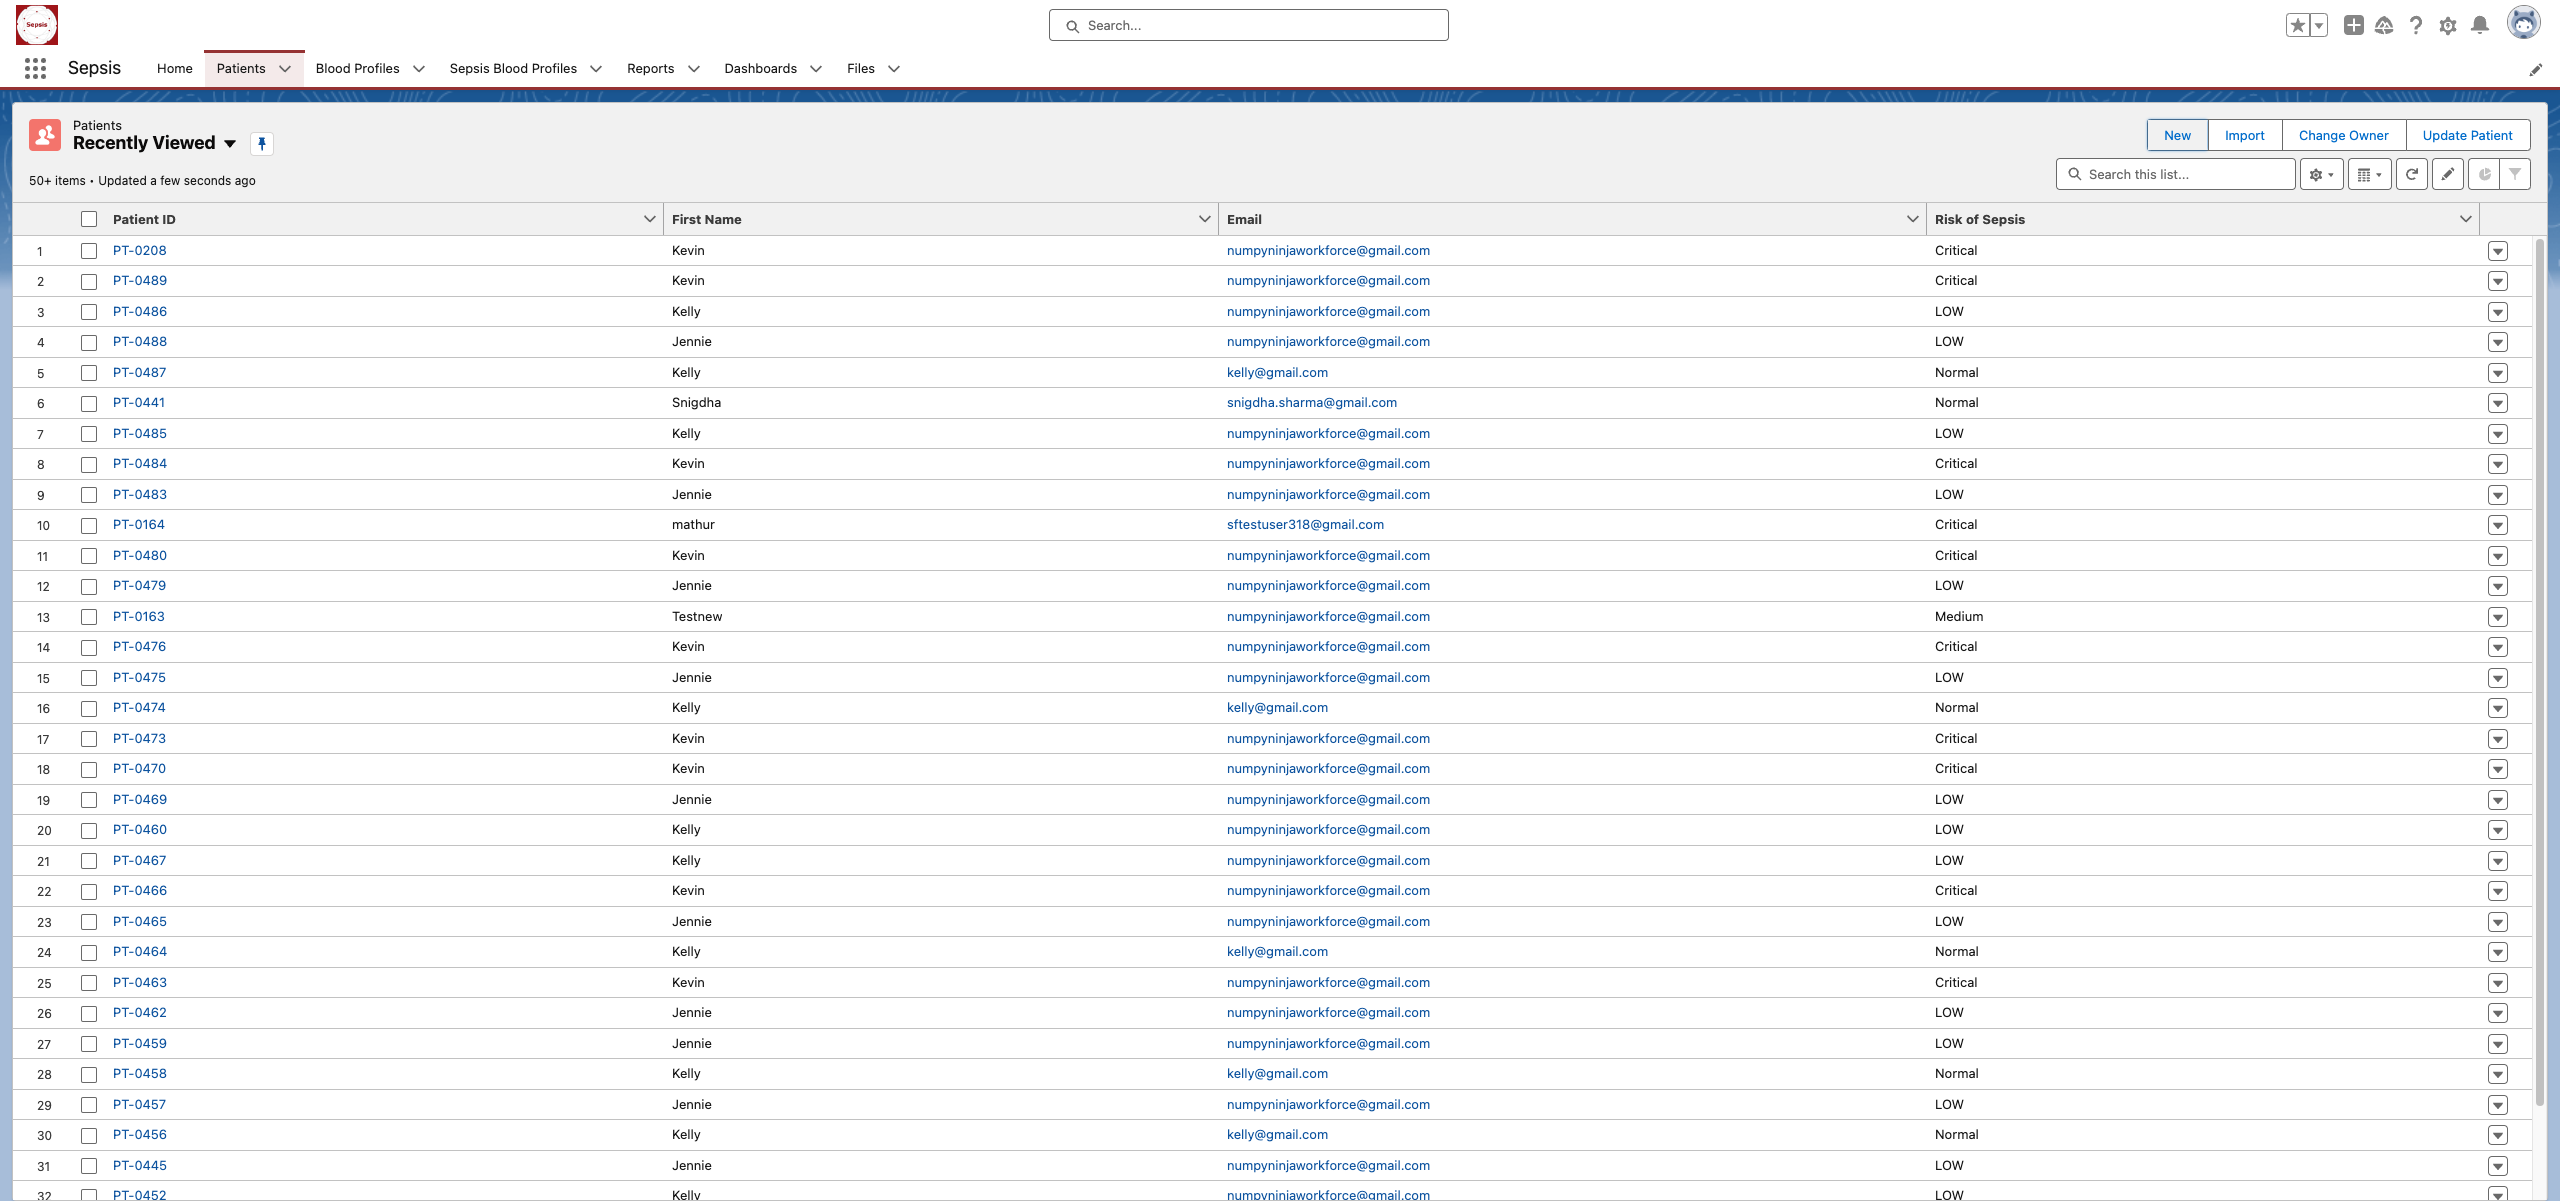 Sepsis
Search...
Sepsis Home Patients Blood Profiles Sepsis Blood Profiles Reports Dashboards Files
Patients
Recently Viewed
New Import Change Owner Update Patient
50+ items • Updated a few seconds ago
Search this list...
Patient ID First Name Email Risk of Sepsis
1 PT-0208 Kevin numpyninjaworkforce@gmail.com Critical
2 PT-0489 Kevin numpyninjaworkforce@gmail.com Critical
3 PT-0486 Kelly numpyninjaworkforce@gmail.com LOW
4 PT-0488 Jennie numpyninjaworkforce@gmail.com LOW
5 PT-0487 Kelly kelly@gmail.com Normal
6 PT-0441 Snigdha snigdha.sharma@gmail.com Normal
7 PT-0485 Kelly numpyninjaworkforce@gmail.com LOW
8 PT-0484 Kevin numpyninjaworkforce@gmail.com Critical
9 PT-0483 Jennie numpyninjaworkforce@gmail.com LOW
10 PT-0164 mathur sftestuser318@gmail.com Critical
11 PT-0480 Kevin numpyninjaworkforce@gmail.com Critical
12 PT-0479 Jennie numpyninjaworkforce@gmail.com LOW
13 PT-0163 Testnew numpyninjaworkforce@gmail.com Medium
14 PT-0476 Kevin numpyninjaworkforce@gmail.com Critical
15 PT-0475 Jennie numpyninjaworkforce@gmail.com LOW
16 PT-0474 Kelly kelly@gmail.com Normal
17 PT-0473 Kevin numpyninjaworkforce@gmail.com Critical
18 PT-0470 Kevin numpyninjaworkforce@gmail.com Critical
19 PT-0469 Jennie numpyninjaworkforce@gmail.com LOW
20 PT-0460 Kelly numpyninjaworkforce@gmail.com LOW
21 PT-0467 Kelly numpyninjaworkforce@gmail.com LOW
22 PT-0466 Kevin numpyninjaworkforce@gmail.com Critical
23 PT-0465 Jennie numpyninjaworkforce@gmail.com LOW
24 PT-0464 Kelly kelly@gmail.com Normal
25 PT-0463 Kevin numpyninjaworkforce@gmail.com Critical
26 PT-0462 Jennie numpyninjaworkforce@gmail.com LOW
27 PT-0459 Jennie numpyninjaworkforce@gmail.com LOW
28 PT-0458 Kelly kelly@gmail.com Normal
29 PT-0457 Jennie numpyninjaworkforce@gmail.com LOW
30 PT-0456 Kelly kelly@gmail.com Normal
31 PT-0445 Jennie numpyninjaworkforce@gmail.com LOW
32 PT-0452 Kelly numpyninjaworkforce@gmail.com LOW